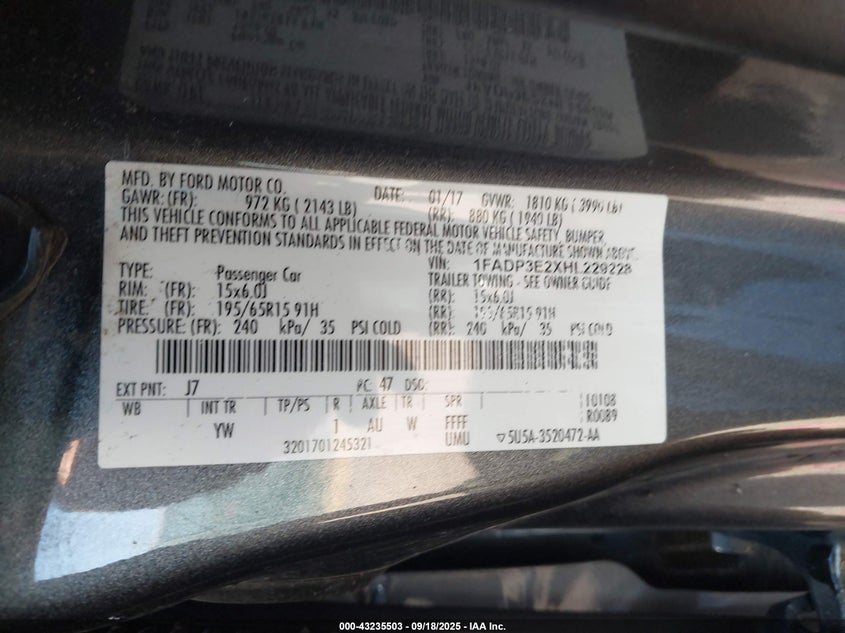 MFD. BY FORD MOTOR CO.
DATE: 01/17 GVWR: 1810 KG ( 3990 LB)
GAWR: (FR): 972 KG ( 2143 LB) (RR): 880 KG ( 1940 LB)
THIS VEHICLE CONFORMS TO ALL APPLICABLE FEDERAL MOTOR VEHICLE SAFETY, BUMPER,
AND THEFT PREVENTION STANDARDS IN EFFECT ON THE DATE OF MANUFACTURE SHOWN ABOVE.
VIN: 1FADP3E2XHL229228
TYPE: Passenger Car TRAILER TOWING - SEE OWNER GUIDE
RIM: (FR): 15x6.0J (RR): 15x6.0J
TIRE: (FR): 195/65R15 91H (RR): 195/65R15 91H
PRESSURE: (FR): 240 kPa/ 35 PSI COLD (RR): 240 kPa/ 35 PSI COLD
EXT PNT: J7 RC: 47 DSO:
WB INT TR TP/PS R AXLE TR SPR
I0108
R0089
YW 1 AU W FFFF
UMU
3201701245321
5U5A-3520472-AA
000-43235503 - 09/18/2025 - IAA Inc.